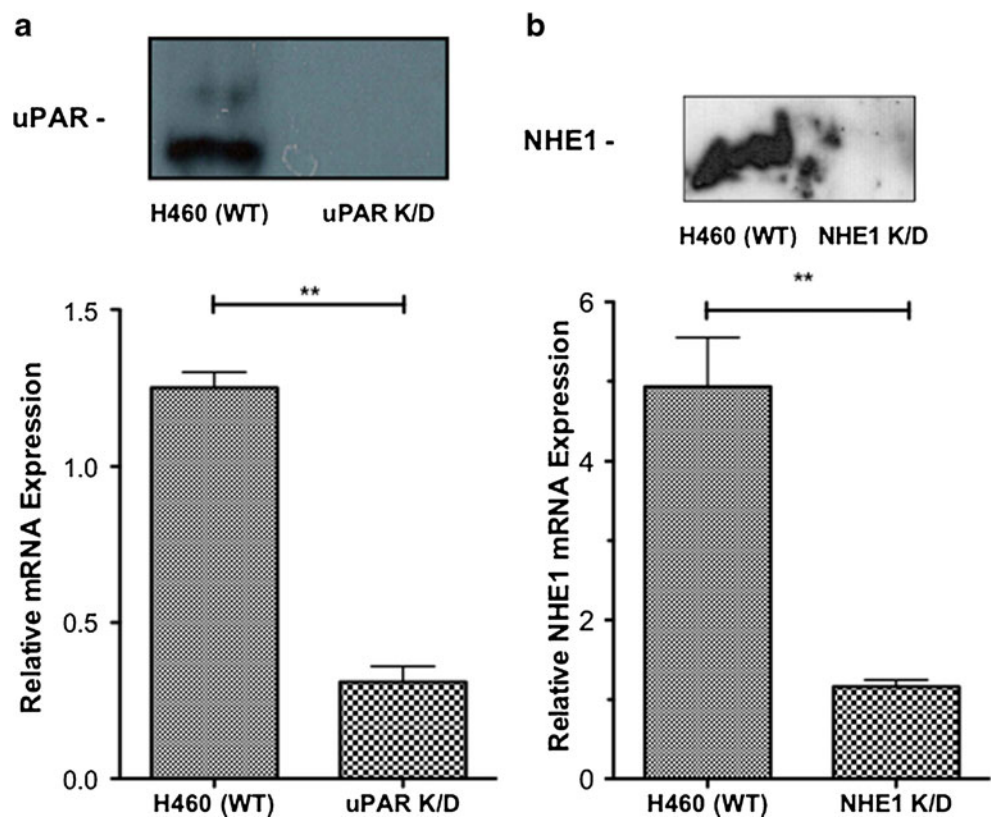 a
uPAR -
H460 (WT) uPAR K/D
**
1.5
1.0
0.5
0.0
Relative mRNA Expression
H460 (WT) uPAR K/D
b
NHE1 -
H460 (WT) NHE1 K/D
**
6
4
2
0
Relative NHE1 mRNA Expression
H460 (WT) NHE1 K/D